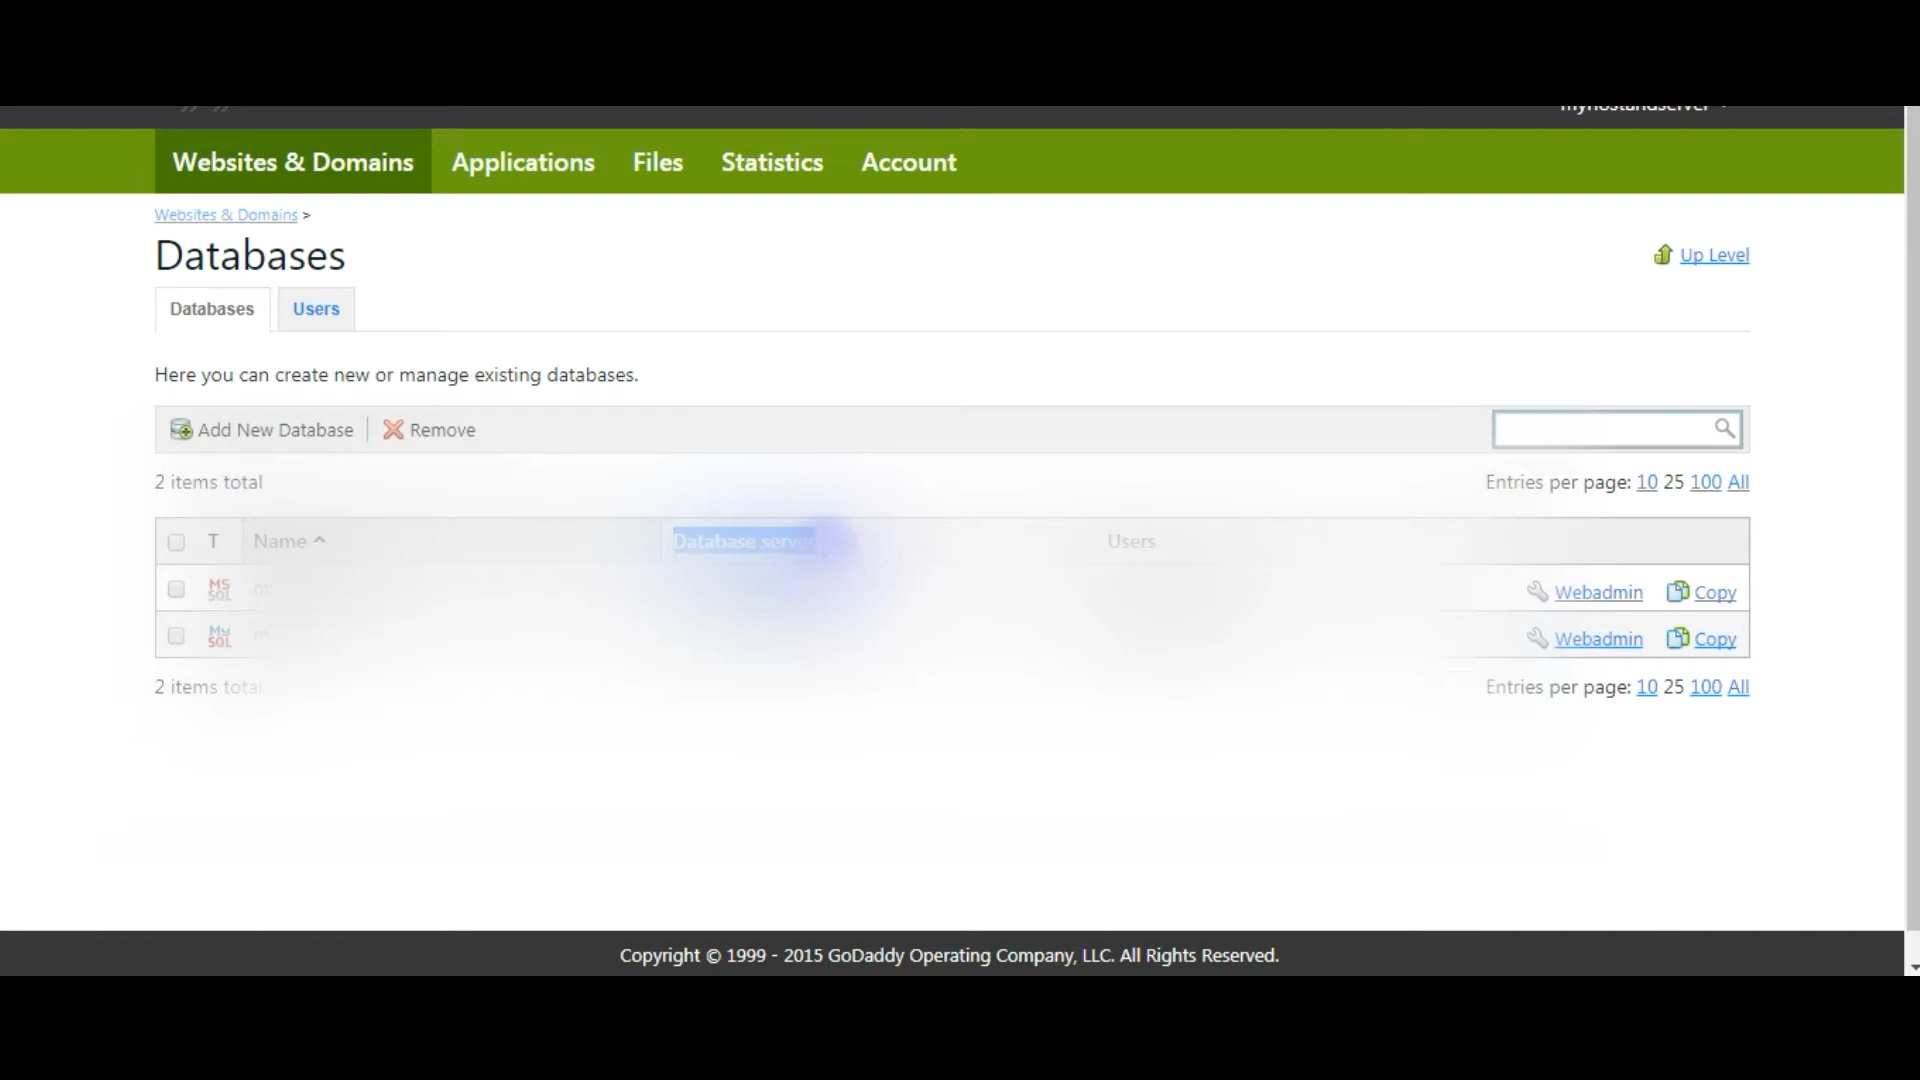 myhostandserver
Websites & Domains Applications Files Statistics Account
Websites & Domains >
Databases
Up Level
Databases Users
Here you can create new or manage existing databases.
Add New Database Remove
2 items total Entries per page: 10 25 100 All
T Name Database server Users
MS SQL Webadmin Copy
My SQL Webadmin Copy
2 items total Entries per page: 10 25 100 All
Copyright © 1999 - 2015 GoDaddy Operating Company, LLC. All Rights Reserved.